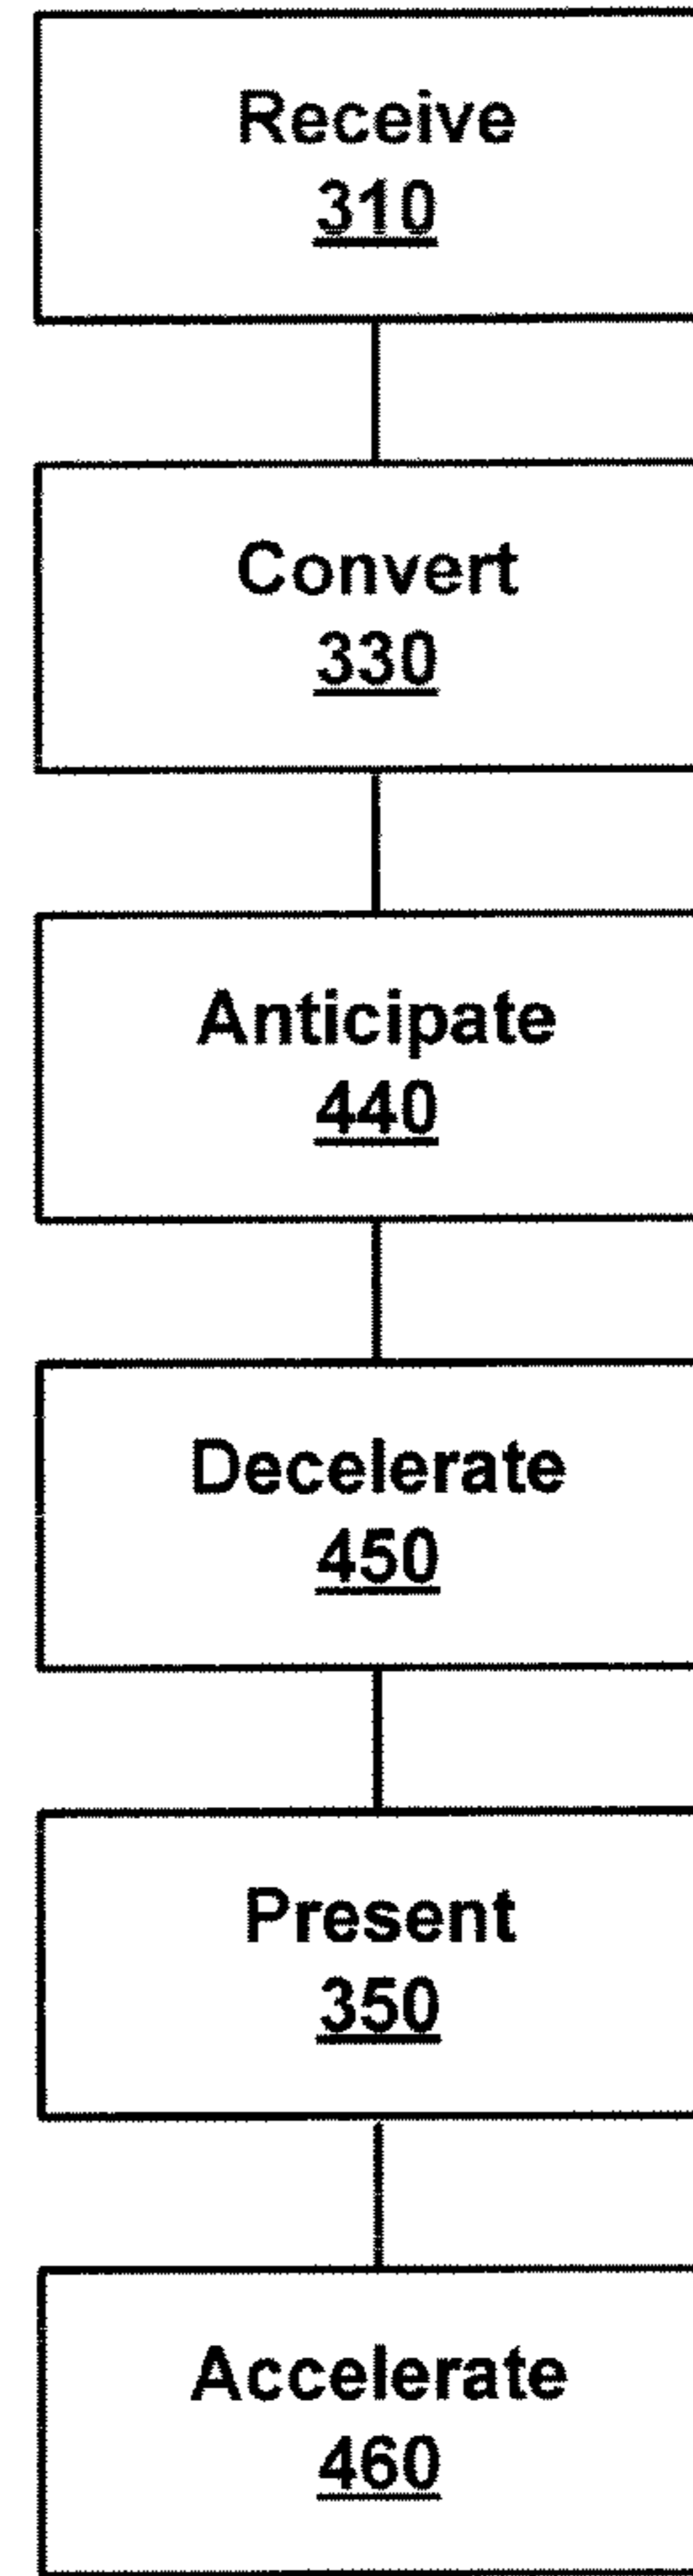 Receive
310
Convert
330
Anticipate
440
Decelerate
450
Present
350
Accelerate
460